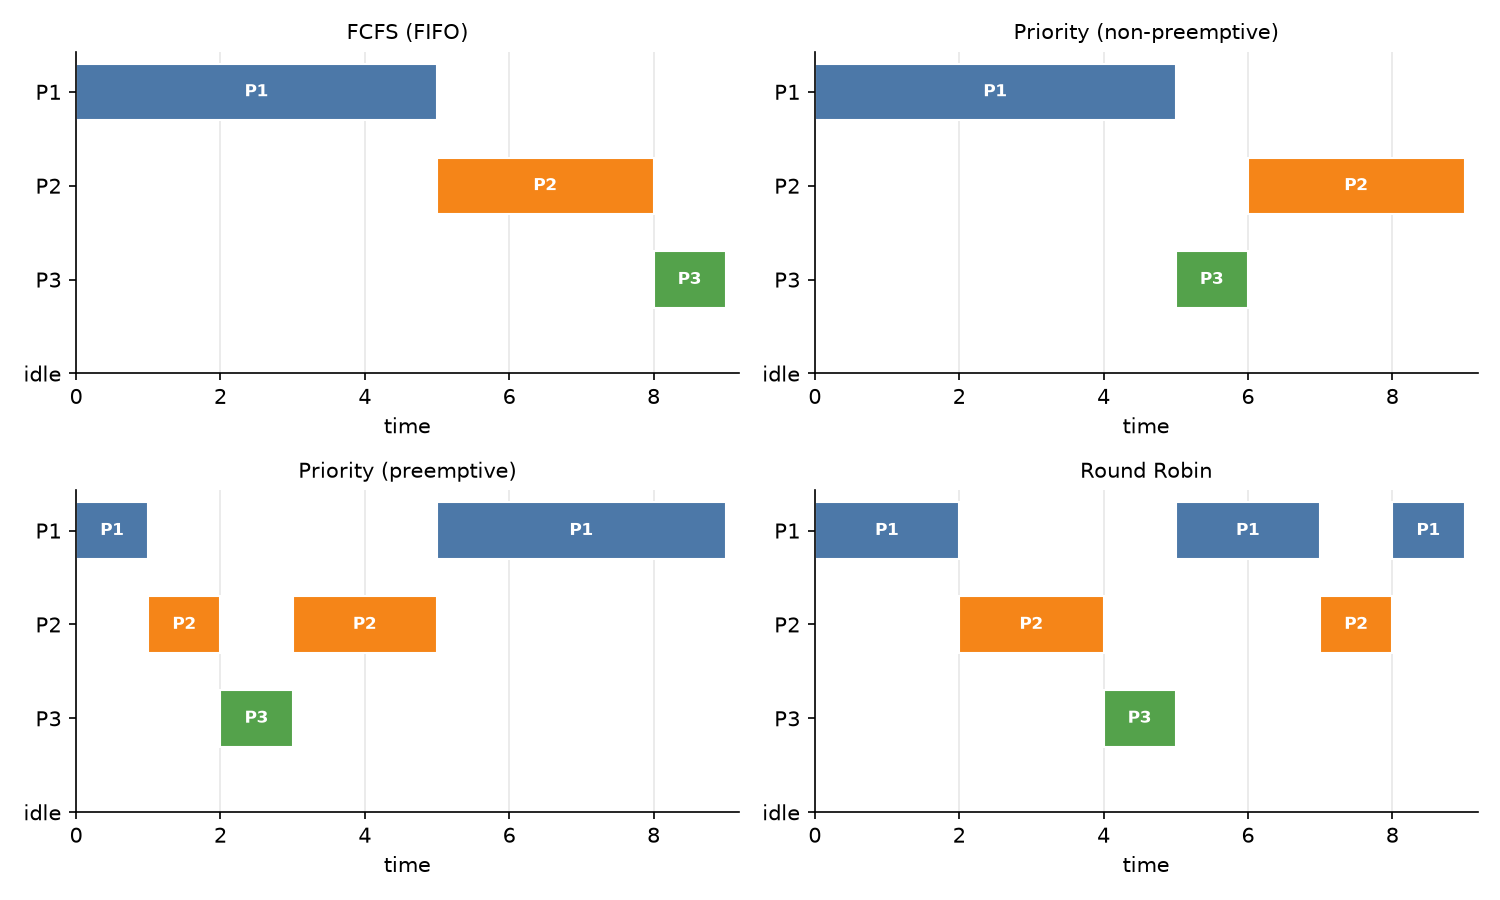 FCFS (FIFO)
P1
P1
P2
P2
P3
P3
idle
0 2 4 6 8
time
Priority (non-preemptive)
P1
P1
P2
P2
P3
P3
idle
0 2 4 6 8
time
Priority (preemptive)
P1 P1 P1
P2 P2 P2
P3 P3
idle
0 2 4 6 8
time
Round Robin
P1 P1 P1 P1
P2 P2 P2
P3 P3
idle
0 2 4 6 8
time